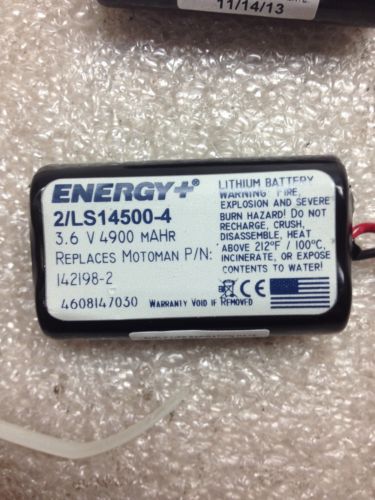 11/14/13
ENERGY+
2/LS14500-4
3.6 V 4900 MAHR
REPLACES MOTOMAN P/N:
142198-2
4608147030
WARRANTY VOID IF REMOVED
LITHIUM BATTERY
WARNING! FIRE,
EXPLOSION AND SEVERE
BURN HAZARD! DO NOT
RECHARGE, CRUSH,
DISASSEMBLE, HEAT
ABOVE 212°F / 100°C,
INCINERATE, OR EXPOSE
CONTENTS TO WATER.
CE